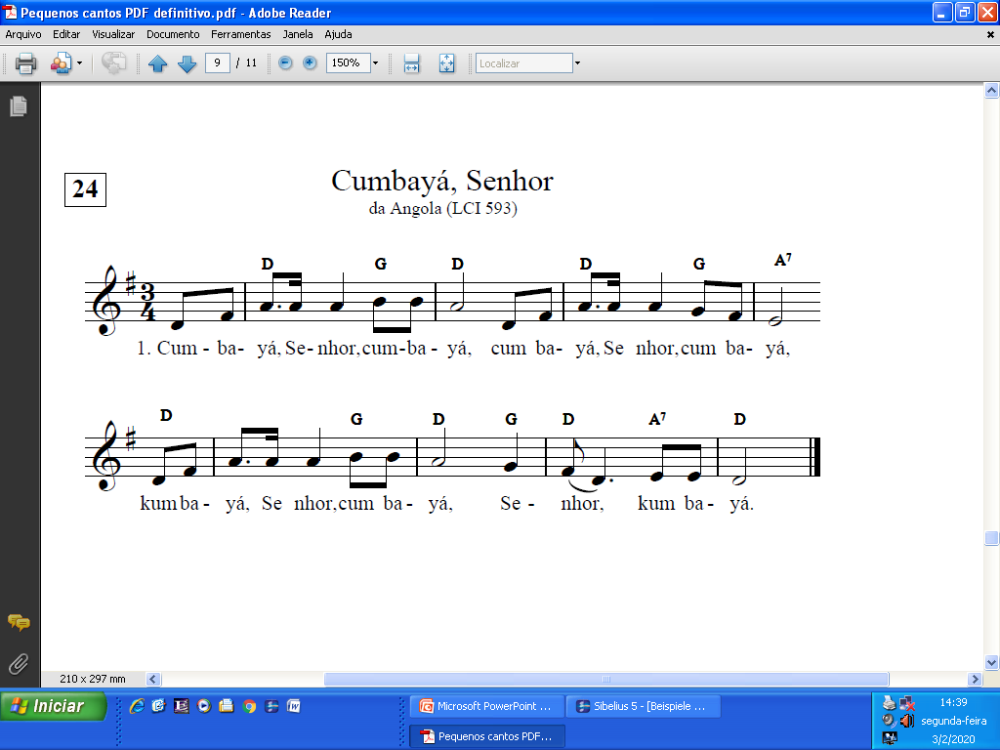 Pequenos cantos PDF definitivo.pdf - Adobe Reader
Arquivo Editar Visualizar Documento Ferramentas Janela Ajuda
9 / 11 150% Localizar
24
Cumbayá, Senhor
da Angola (LCI 593)
D G D D G A7
3
4
1. Cum - ba- yá, Se- nhor, cum-ba - yá, cum ba- yá, Se nhor, cum ba- yá,
D G D G D A7 D
kum ba - yá, Se nhor, cum ba - yá, Se - nhor, kum ba - yá.
210 x 297 mm
Iniciar
Microsoft PowerPoint ...
Sibelius 5 - [Beispiele ...
Pequenos cantos PDF...
14:39
segunda-feira
3/2/2020